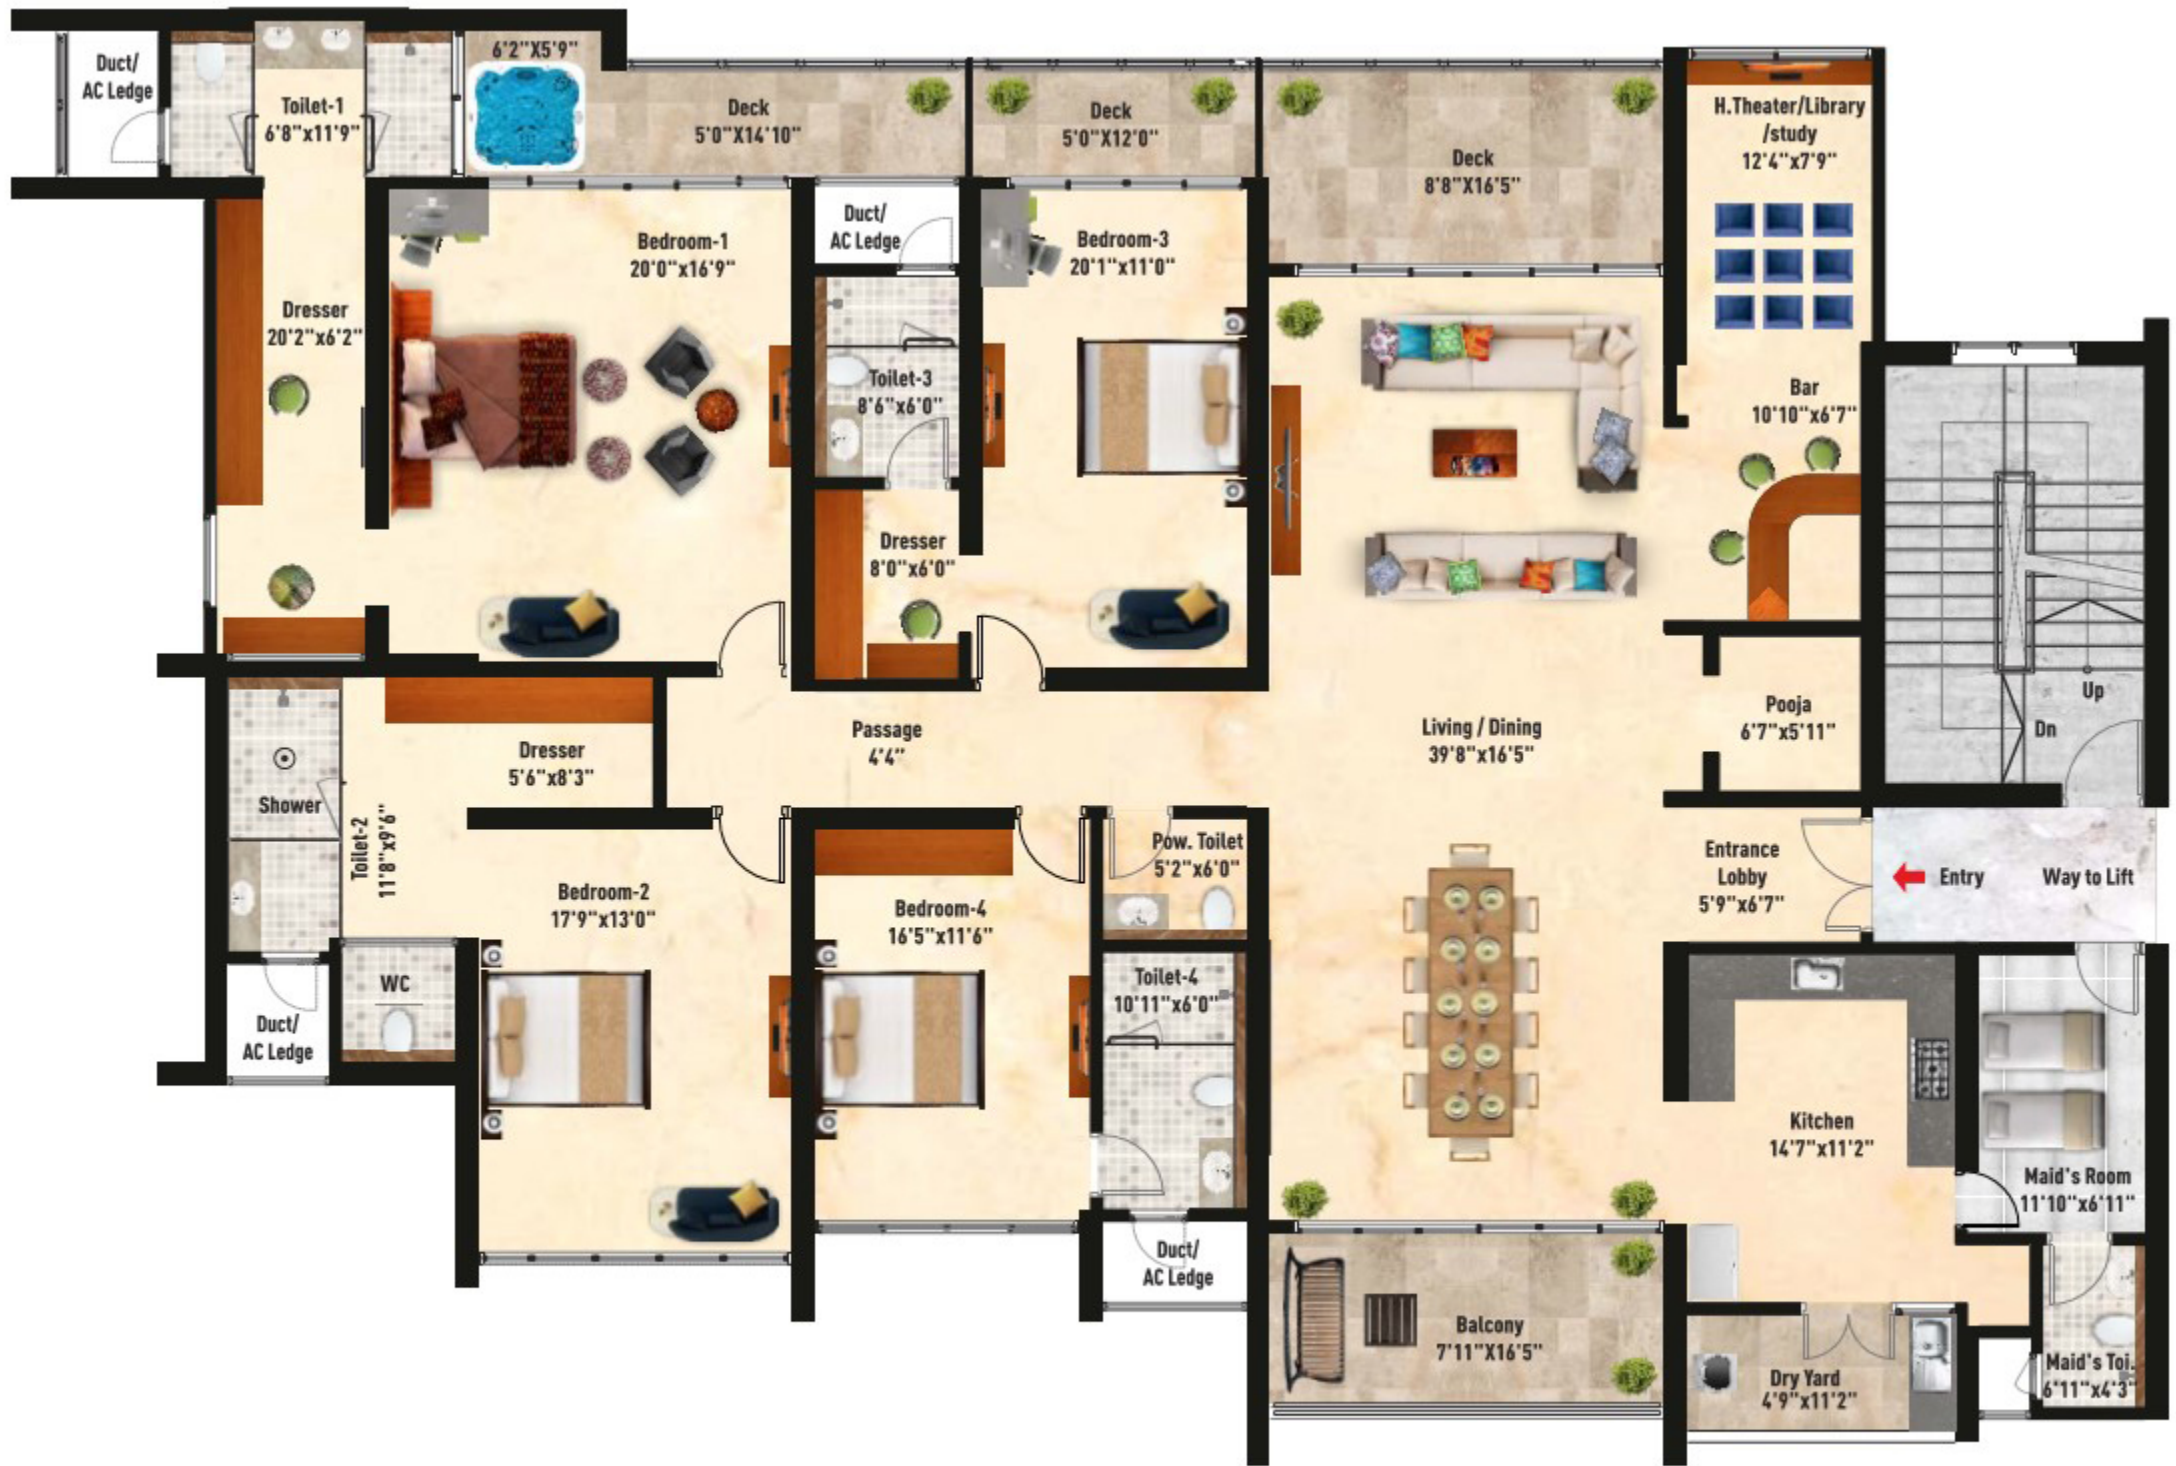 6'2"X5'9"
Duct/
AC Ledge
Toilet-1
6'8"x11'9"
Deck
5'0"X14'10"
Deck
5'0"X12'0"
Deck
8'8"X16'5"
H.Theater/Library
/study
12'4"x7'9"
Duct/
AC Ledge
Bedroom-1
20'0"x16'9"
Bedroom-3
20'1"x11'0"
Dresser
20'2"x6'2"
Toilet-3
8'6"x6'0"
Bar
10'10"x6'7"
Dresser
8'0"x6'0"
Passage
4'4"
Living / Dining
39'8"x16'5"
Pooja
6'7"x5'11"
Up
Dn
Dresser
5'6"x8'3"
Shower
Toilet-2
11'8"x9'6"
Pow. Toilet
5'2"x6'0"
Entrance
Lobby
5'9"x6'7"
Entry
Way to Lift
Bedroom-2
17'9"x13'0"
Bedroom-4
16'5"x11'6"
WC
Toilet-4
10'11"x6'0"
Duct/
AC Ledge
Kitchen
14'7"x11'2"
Maid's Room
11'10"x6'11"
Duct/
AC Ledge
Balcony
7'11"X16'5"
Dry Yard
4'9"x11'2"
Maid's Toi.
6'11"x4'3"